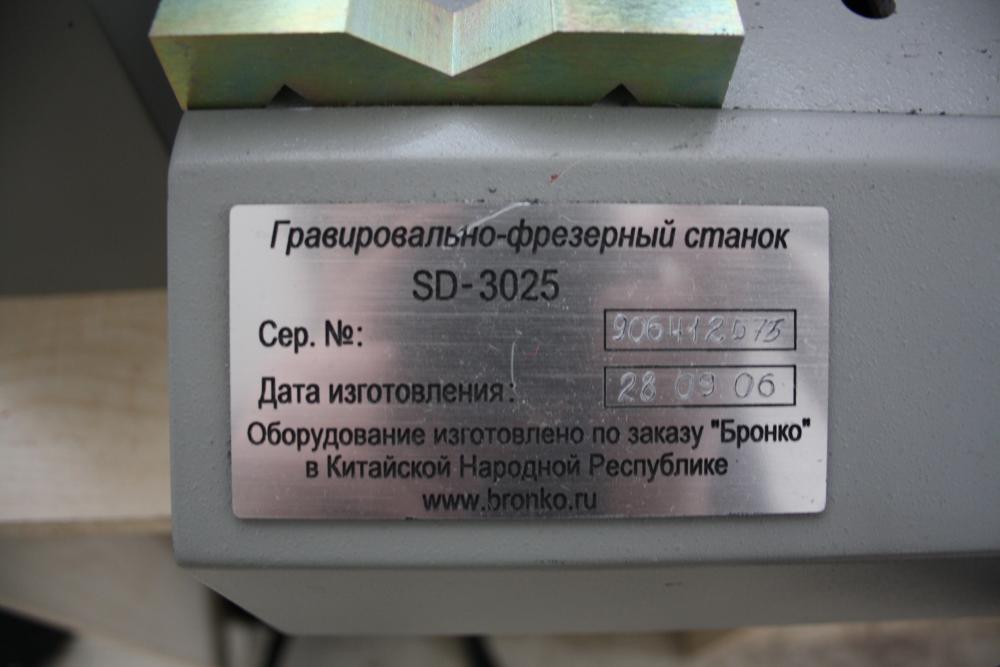 Гравировально-фрезерный станок
SD-3025
Сер. №:
Дата изготовления: 28 09 06
Оборудование изготовлено по заказу "Бронко"
в Китайской Народной Республике
www.bronko.ru